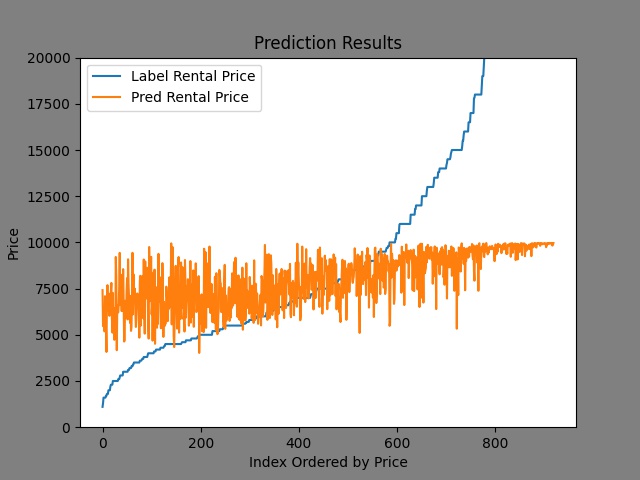 Prediction Results
Label Rental Price
Pred Rental Price
20000
17500
15000
12500
10000
7500
5000
2500
0
Price
0 200 400 600 800
Index Ordered by Price